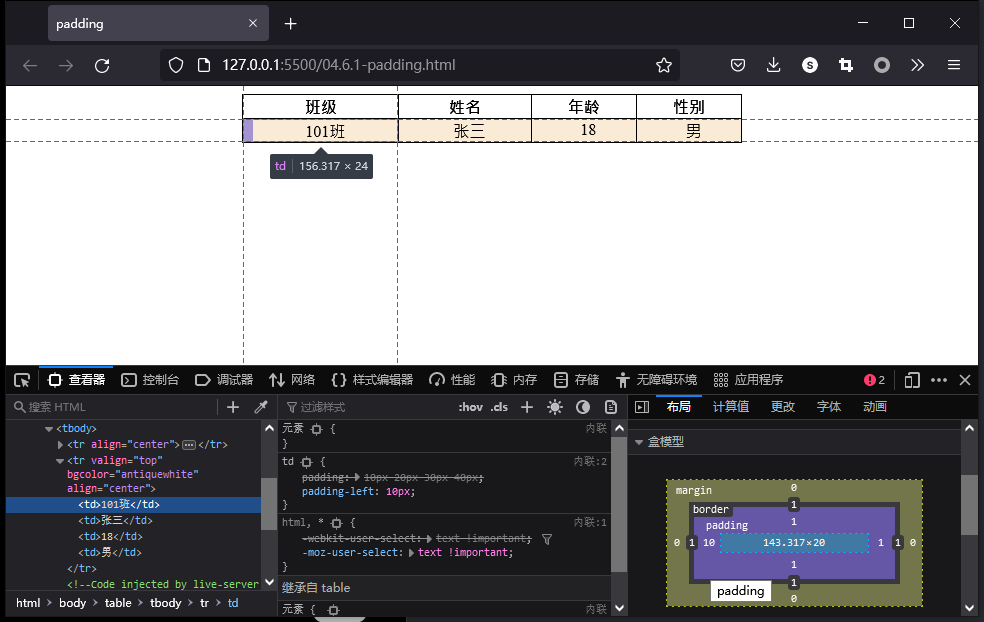 padding
127.0.0.1:5500/04.6.1-padding.html
班级 姓名 年龄 性别
101班 张三 18 男
td 156.317 × 24
查看器 控制台 调试器 网络 样式编辑器 性能 内存 存储 无障碍环境 应用程序 2
搜索 HTML
过滤样式 :hov .cls
布局 计算值 更改 字体 动画
<tbody>
<tr align="center"> </tr>
<tr valign="top"
bgcolor="antiquewhite"
align="center">
<td>101班</td>
<td>张三</td>
<td>18</td>
<td>男</td>
</tr>
<!--Code injected by live-server
html > body > table > tbody > tr > td
元素 { 内联
}
td { 内联:2
padding: 10px 20px 30px 40px;
padding-left: 10px;
}
html, * { 内联:1
-webkit-user-select: text !important;
-moz-user-select: text !important;
}
继承自 table
元素 { 内联
盒模型
margin 0
border 1
padding 1
0 1 10 143.317×20 1 1 0
1
1
0
padding